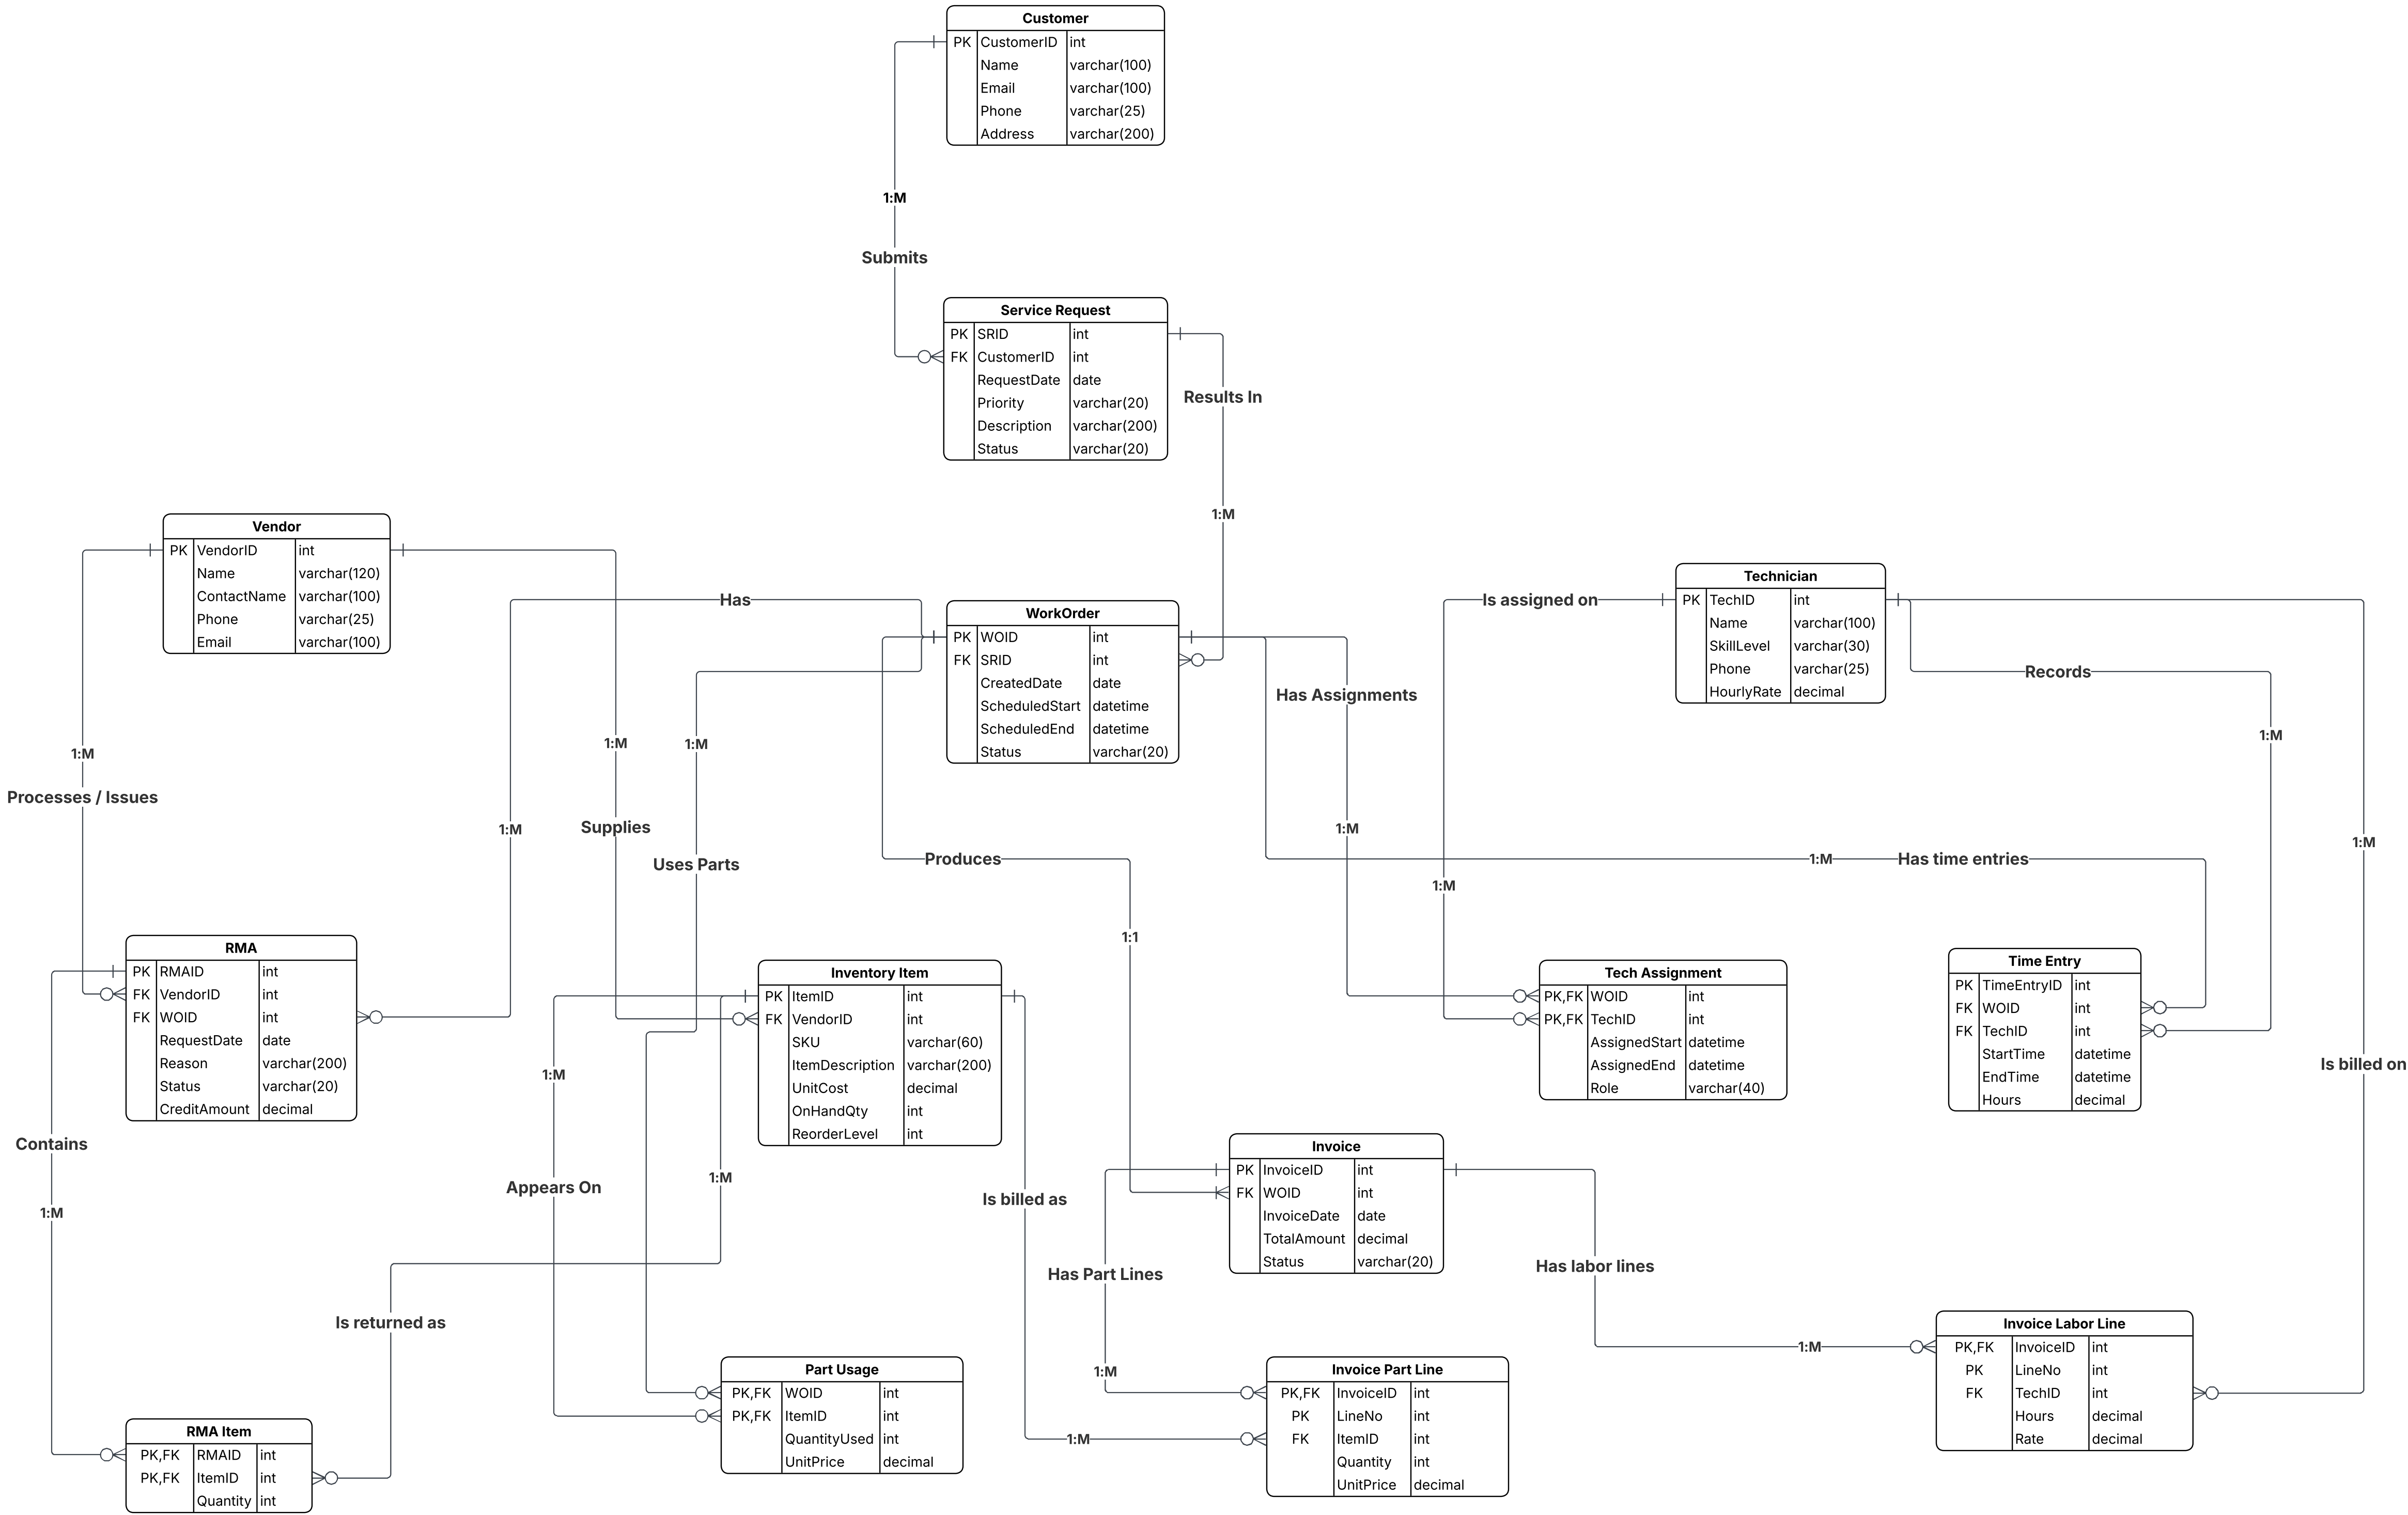 Customer
PK CustomerID int
Name varchar(100)
Email varchar(100)
Phone varchar(25)
Address varchar(200)
1:M
Submits
Service Request
PK SRID int
FK CustomerID int
RequestDate date
Priority varchar(20)
Description varchar(200)
Status varchar(20)
Results In
1:M
Vendor
PK VendorID int
Name varchar(120)
ContactName varchar(100)
Phone varchar(25)
Email varchar(100)
Has
WorkOrder
PK WOID int
FK SRID int
CreatedDate date
ScheduledStart datetime
ScheduledEnd datetime
Status varchar(20)
Is assigned on
Technician
PK TechID int
Name varchar(100)
SkillLevel varchar(30)
Phone varchar(25)
HourlyRate decimal
Records
1:M
Has Assignments
1:M
1:M
1:M
1:M
Processes / Issues
1:M
Supplies
Uses Parts
Produces
1:M
1:M
Has time entries
1:M
1:M
1:1
RMA
PK RMAID int
FK VendorID int
FK WOID int
RequestDate date
Reason varchar(200)
Status varchar(20)
CreditAmount decimal
Inventory Item
PK ItemID int
FK VendorID int
SKU varchar(60)
ItemDescription varchar(200)
UnitCost decimal
OnHandQty int
ReorderLevel int
Tech Assignment
PK,FK WOID int
PK,FK TechID int
AssignedStart datetime
AssignedEnd datetime
Role varchar(40)
Time Entry
PK TimeEntryID int
FK WOID int
FK TechID int
StartTime datetime
EndTime datetime
Hours decimal
Is billed on
1:M
Contains
1:M
Appears On
1:M
Is billed as
Invoice
PK InvoiceID int
FK WOID int
InvoiceDate date
TotalAmount decimal
Status varchar(20)
Has Part Lines
Has labor lines
Is returned as
1:M
1:M
1:M
Part Usage
PK,FK WOID int
PK,FK ItemID int
QuantityUsed int
UnitPrice decimal
Invoice Part Line
PK,FK InvoiceID int
PK LineNo int
FK ItemID int
Quantity int
UnitPrice decimal
Invoice Labor Line
PK,FK InvoiceID int
PK LineNo int
FK TechID int
Hours decimal
Rate decimal
RMA Item
PK,FK RMAID int
PK,FK ItemID int
Quantity int